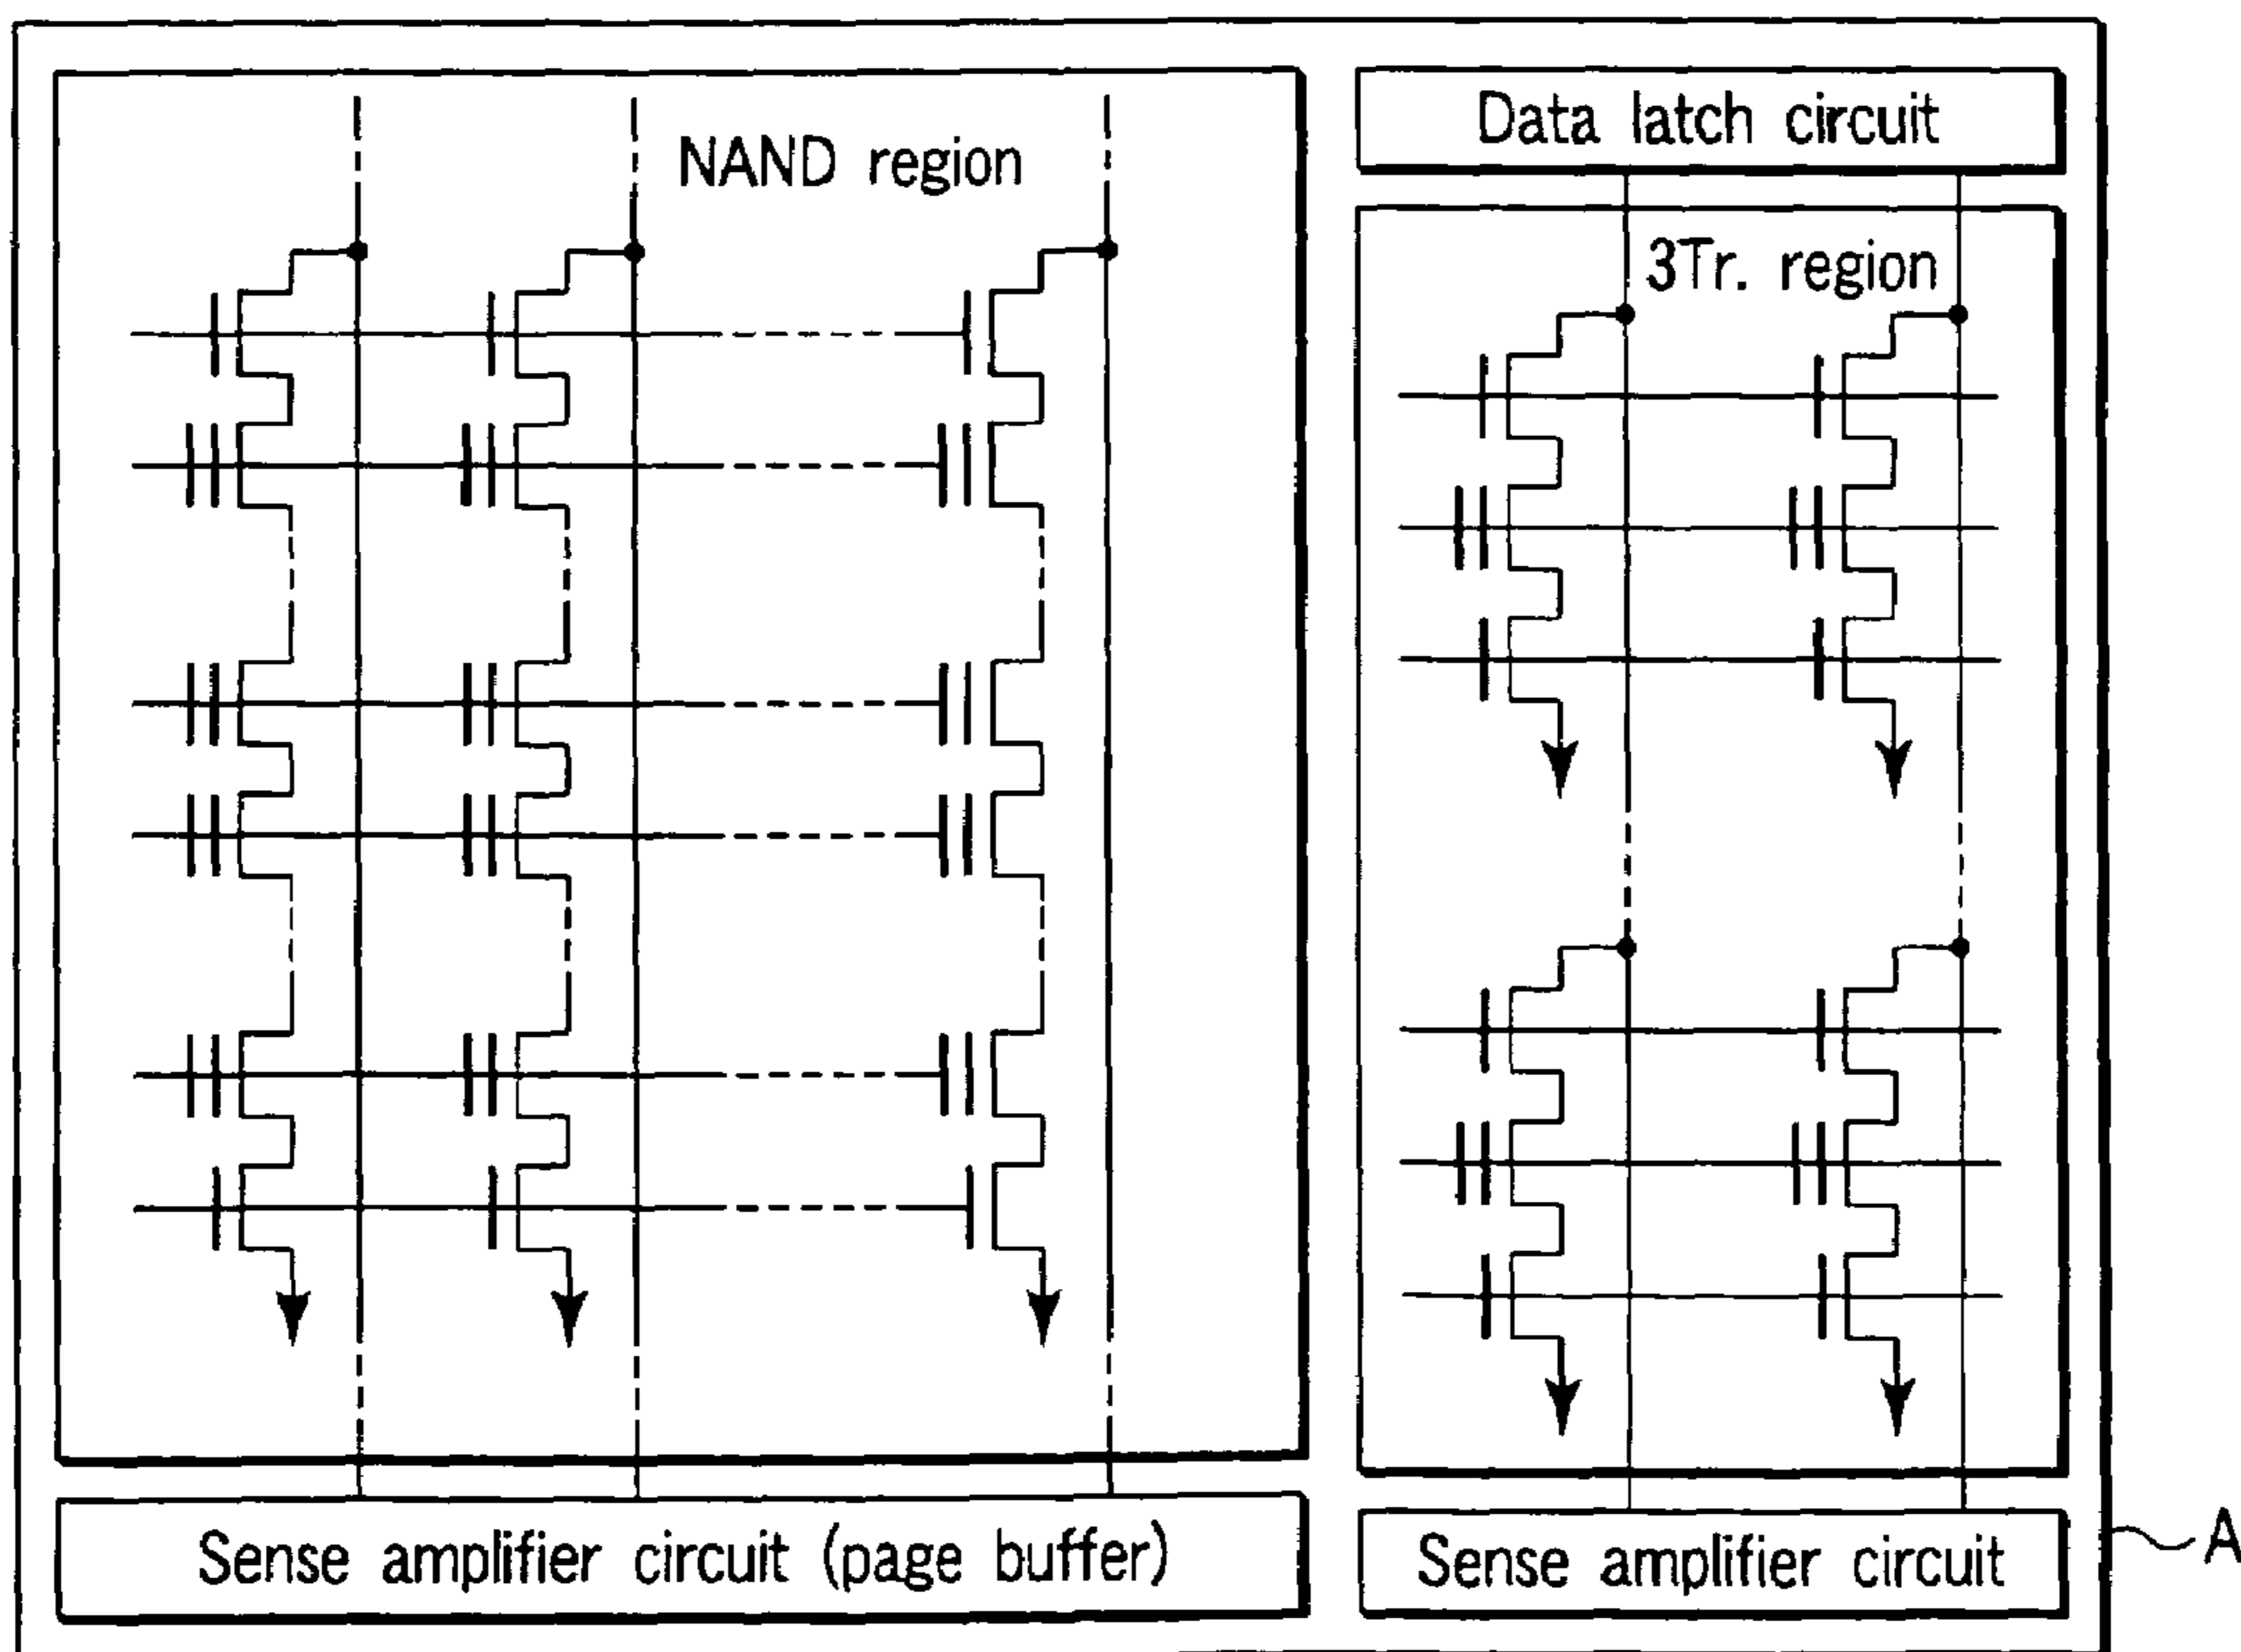 NAND region
Data latch circuit
3Tr. region
Sense amplifier circuit (page buffer)
Sense amplifier circuit
A